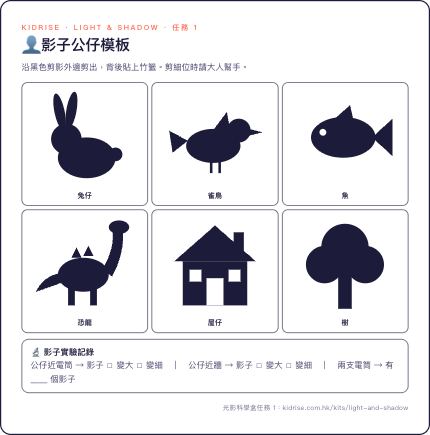 KIDRISE · LIGHT & SHADOW · 任務 1
影子公仔模板
沿黑色剪影外邊剪出，背後貼上竹籤。剪細位時請大人幫手。
兔仔
雀鳥
魚
恐龍
屋仔
樹
影子實驗記錄
公仔近電筒 → 影子 □ 變大 □ 變細 | 公仔近牆 → 影子 □ 變大 □ 變細 | 兩支電筒 → 有
___ 個影子
光影科學盒任務 1 · kidrise.com.hk/kits/light-and-shadow